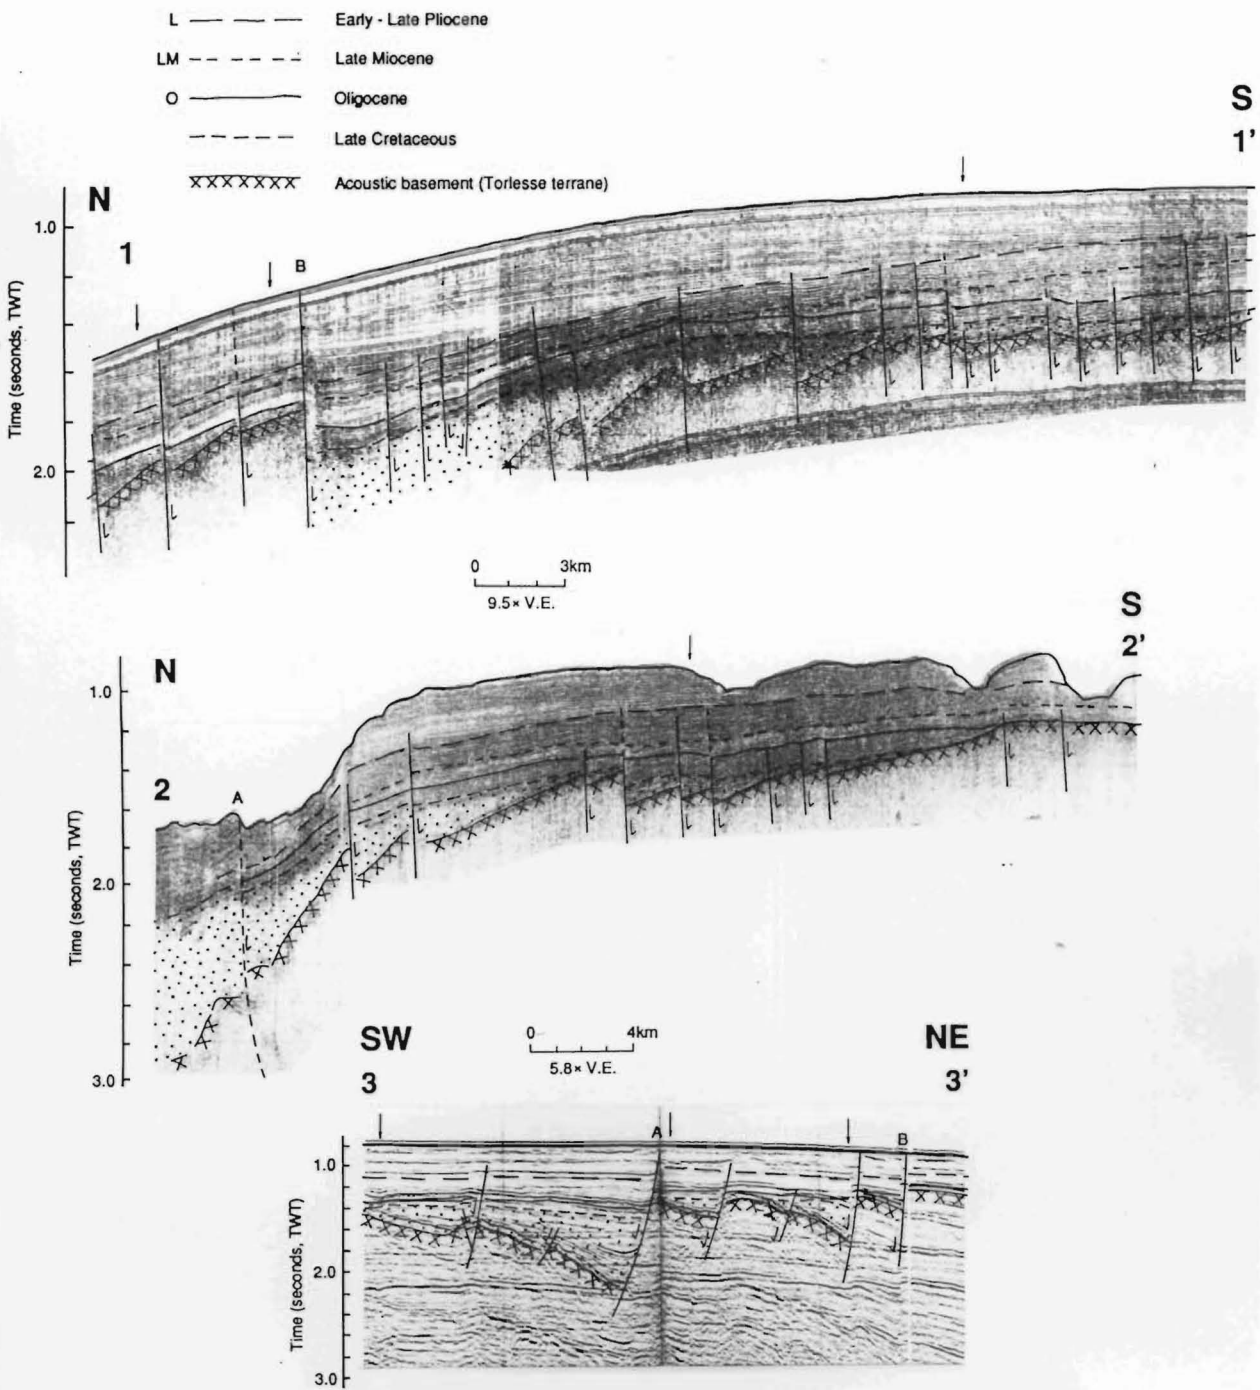 L Early - Late Pliocene
LM Late Miocene
O Oligocene
Late Cretaceous
Acoustic basement (Torlesse terrane)
N
1
B
S
1'
Time (seconds, TWT)
1.0
2.0
0 3km
9.5× V.E.
N
2
A
S
2'
Time (seconds, TWT)
1.0
2.0
3.0
0 4km
5.8× V.E.
SW
3
NE
3'
A
B
Time (seconds, TWT)
1.0
2.0
3.0